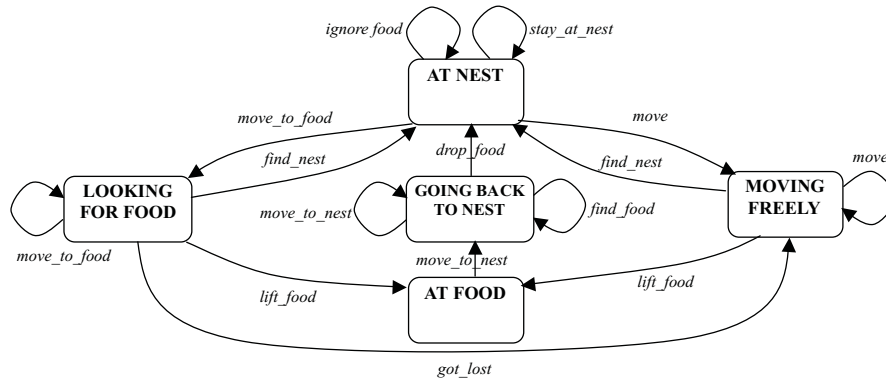 ignore food
stay_at_nest
AT NEST
move_to_food
move
find_nest
drop_food
find_nest
move
LOOKING
FOR FOOD
GOING BACK
TO NEST
MOVING
FREELY
move_to_nest
find_food
move_to_food
move_to_nest
lift_food
AT FOOD
lift_food
got_lost